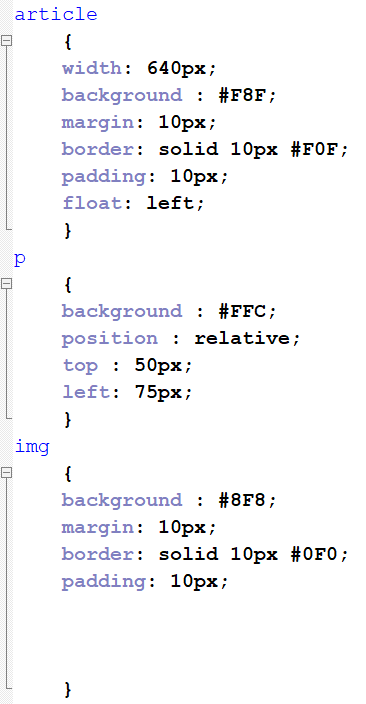 article
{
width: 640px;
background : #F8F;
margin: 10px;
border: solid 10px #F0F;
padding: 10px;
float: left;
}
p
{
background : #FFC;
position : relative;
top : 50px;
left: 75px;
}
img
{
background : #8F8;
margin: 10px;
border: solid 10px #0F0;
padding: 10px;
}